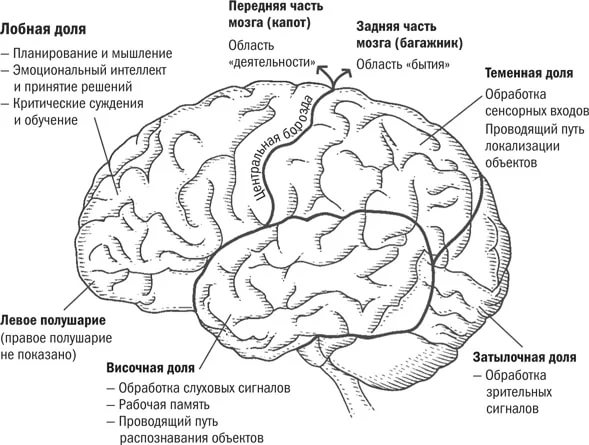 Лобная доля
– Планирование и мышление
– Эмоциональный интеллект
и принятие решений
– Критические суждения
и обучение
Передняя часть
мозга (капот)
Область
«деятельности»
Задняя часть
мозга (багажник)
Область «бытия»
Теменная доля
Обработка
сенсорных входов
Проводящий путь
локализации
объектов
Центральная борозда
Левое полушарие
(правое полушарие
не показано)
Височная доля
– Обработка слуховых сигналов
– Рабочая память
– Проводящий путь
распознавания объектов
Затылочная доля
– Обработка
зрительных
сигналов